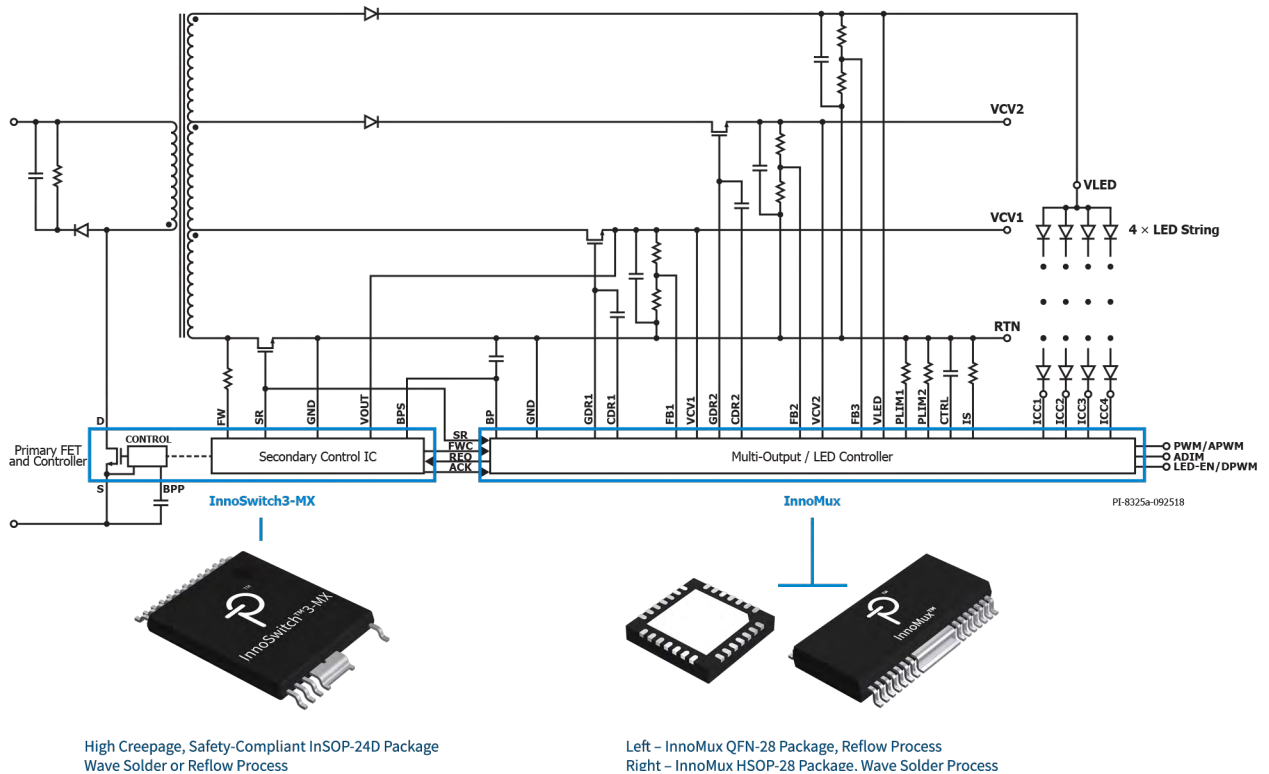 VCV2
VLED
VCV1
4 × LED String
RTN
FW
SR
GND
VOUT
BPS
BP
GND
GDR1
CDR1
FB1
VCV1
GDR2
CDR2
FB2
VCV2
FB3
VLED
PLIM1
PLIM2
CTRL
IS
ICC1
ICC2
ICC3
ICC4
D
Primary FET
and Controller
CONTROL
Secondary Control IC
SR
FWC
REQ
ACK
Multi-Output / LED Controller
PWM/APWM
ADIM
LED-EN/DPWM
S
BPP
InnoSwitch3-MX
InnoMux
PI-8325a-092518
InnoSwitch™3-MX
InnoMux™
High Creepage, Safety-Compliant InSOP-24D Package
Wave Solder or Reflow Process
Left – InnoMux QFN-28 Package, Reflow Process
Right – InnoMux HSOP-28 Package, Wave Solder Process